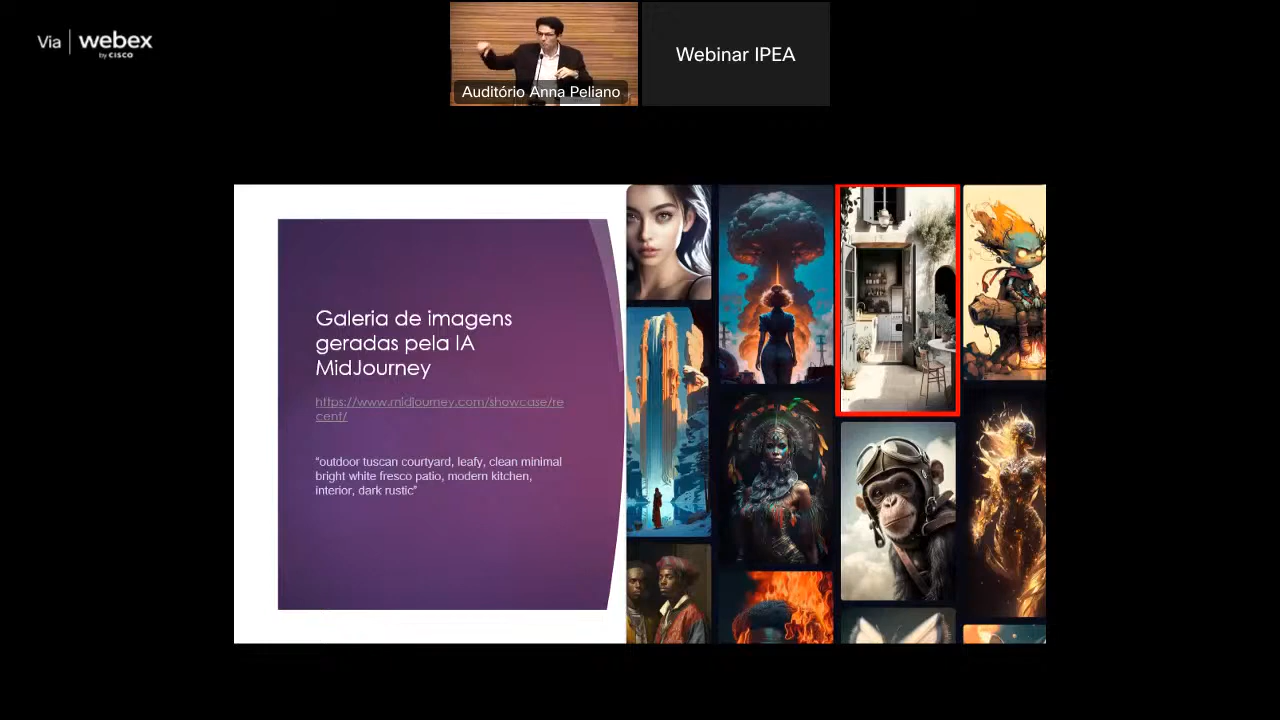 Via webex
by CISCO
Auditório Anna Peliano
Webinar IPEA
Galeria de imagens
geradas pela IA
MidJourney
https://www.midjourney.com/showcase/re
cent/
“outdoor tuscan courtyard, leafy, clean minimal
bright white fresco patio, modern kitchen,
interior, dark rustic”